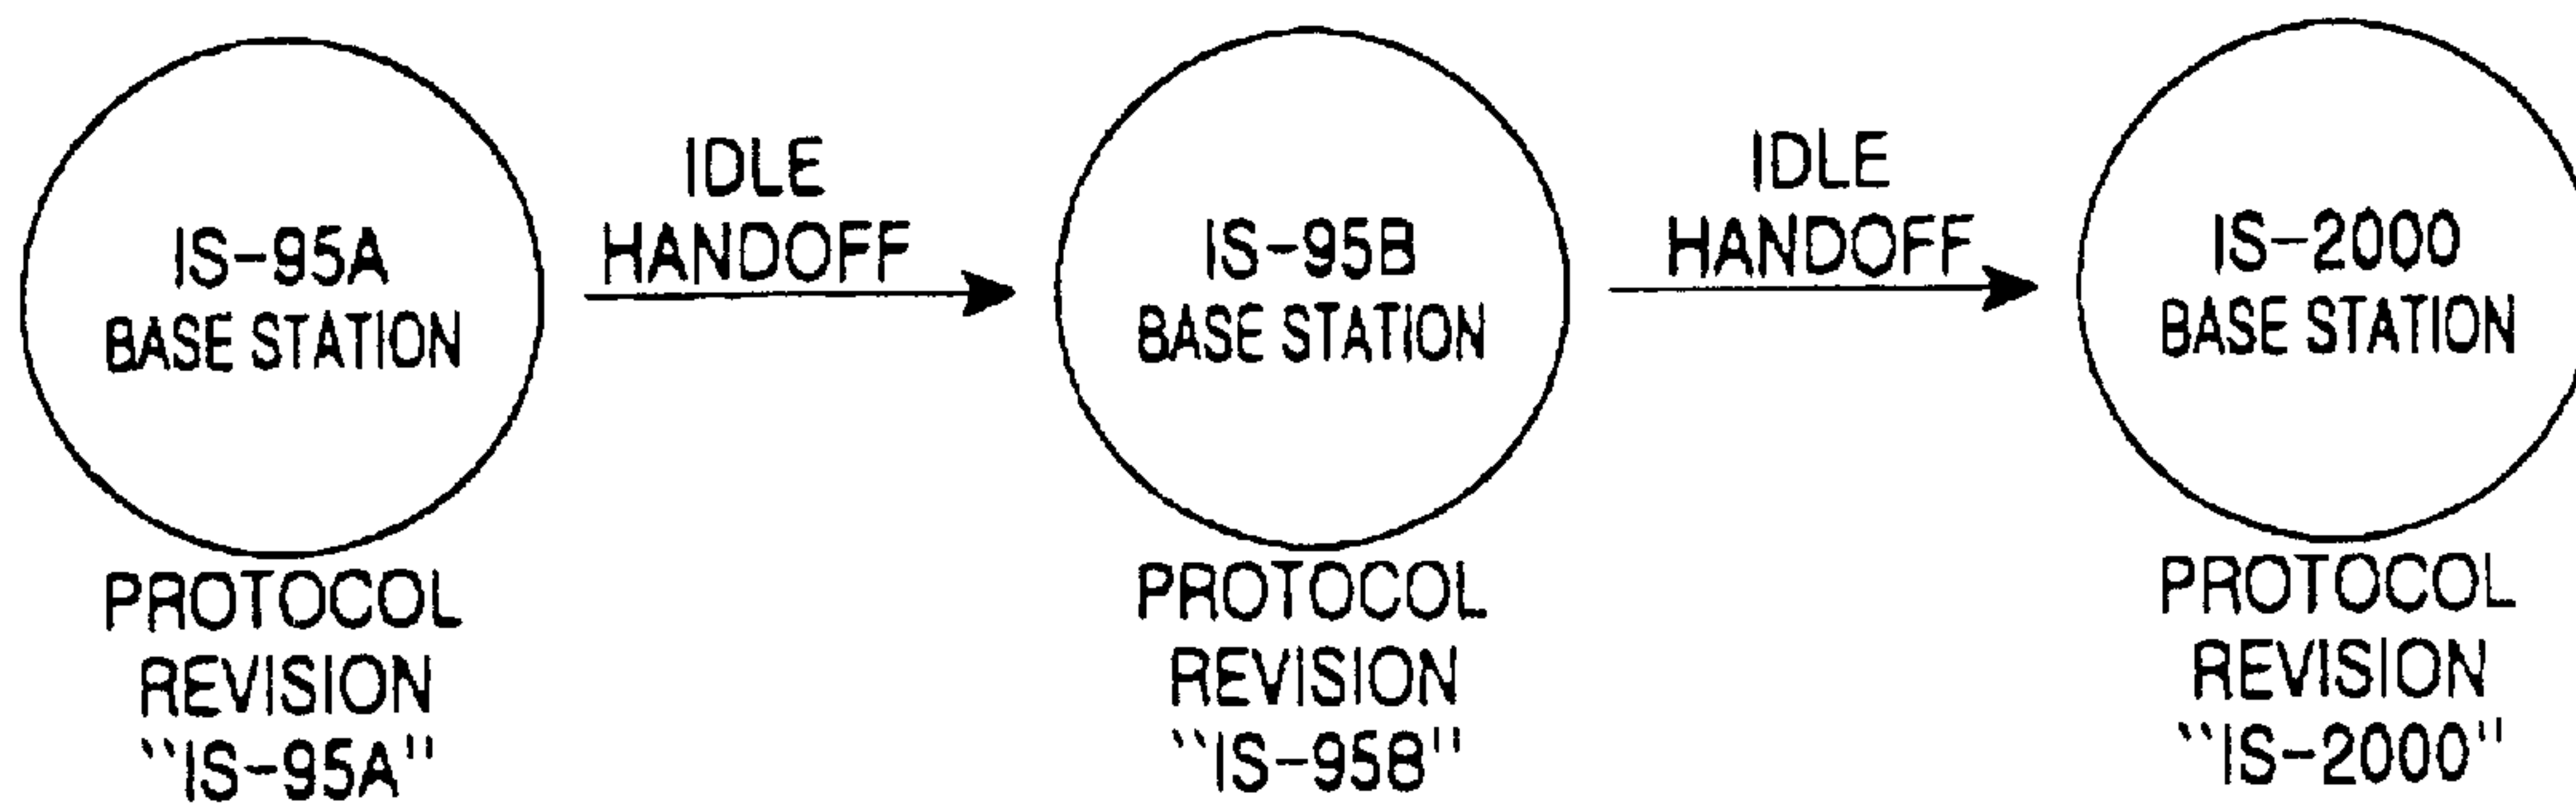 IS-95A
BASE STATION
PROTOCOL
REVISION
``IS-95A"
IDLE
HANDOFF
IS-95B
BASE STATION
PROTOCOL
REVISION
``IS-95B"
IDLE
HANDOFF
IS-2000
BASE STATION
PROTOCOL
REVISION
``IS-2000"